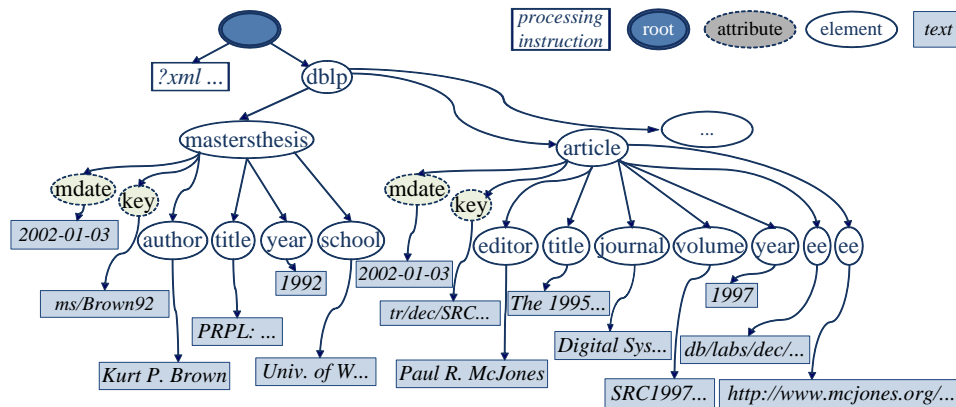 processing
instruction
root
attribute
element
text
?xml ...
dblp
...
mastersthesis
article
mdate
key
mdate
key
2002-01-03
author
title
year
school
2002-01-03
editor
title
journal
volume
year
ee
ee
ms/Brown92
1992
tr/dec/SRC...
The 1995...
1997
PRPL: ...
Digital Sys...
db/labs/dec/...
Kurt P. Brown
Univ. of W...
Paul R. McJones
SRC1997...
http://www.mcjones.org/...